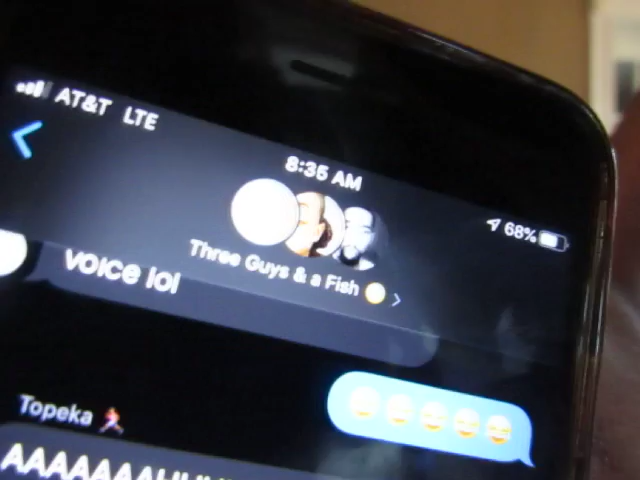 AT&T LTE
8:35 AM
68%
Three Guys & a Fish
voice lol
Topeka